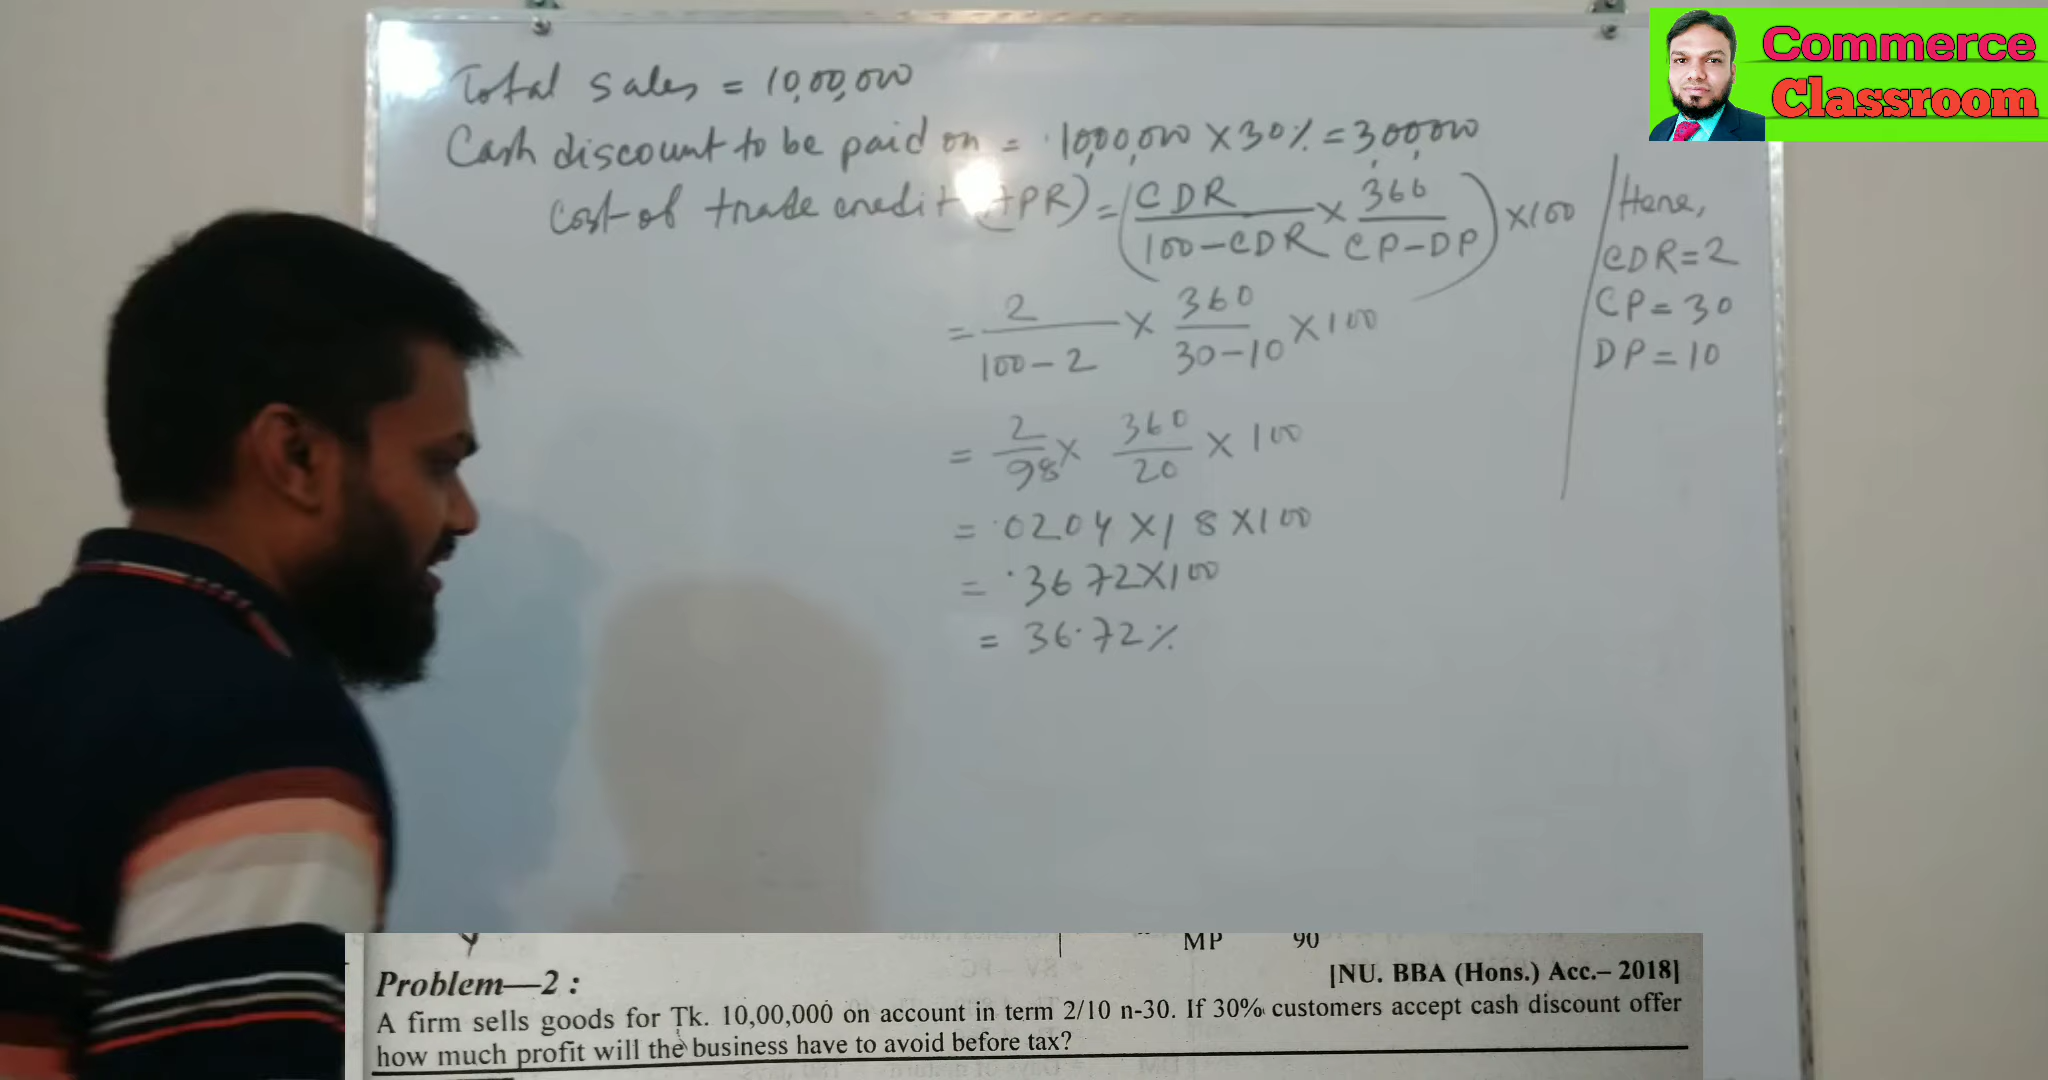 Commerce
Classroom
Total sales = 10,00,000
Cash discount to be paid on = 10,00,000 × 30% = 3,00,000
Cost of trade credit (APR) = (CDR / 100-CDR × 360 / CP-DP) × 100
Here,
CDR = 2
CP = 30
DP = 10
= 2 / 100-2 × 360 / 30-10 × 100
= 2 / 98 × 360 / 20 × 100
= .0204 × 18 × 100
= .3672 × 100
= 36.72%
MP 90
Problem—2 :
[NU. BBA (Hons.) Acc.– 2018]
A firm sells goods for Tk. 10,00,000 on account in term 2/10 n-30. If 30% customers accept cash discount offer
how much profit will the business have to avoid before tax?